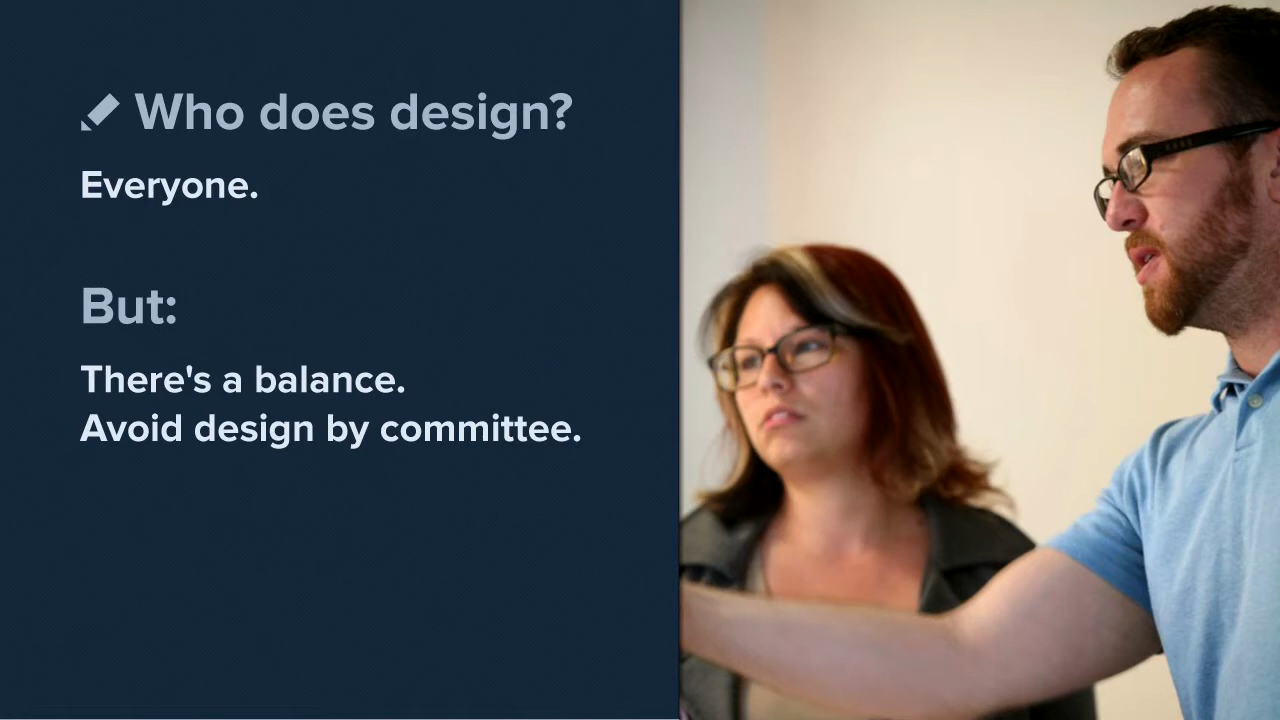 Who does design?
Everyone.
But:
There's a balance.
Avoid design by committee.